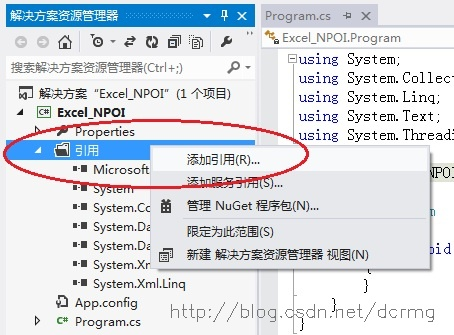 解决方案资源管理器
搜索解决方案资源管理器(Ctrl+;)
解决方案 "Excel_NPOI" (1 个项目)
Excel_NPOI
Properties
引用
Microsoft
System
System.Co
System.Da
System.Da
System.Xm
System.Xml.Linq
App.config
Program.cs
添加引用(R)...
添加服务引用(S)...
管理 NuGet 程序包(N)...
限定为此范围(S)
新建 解决方案资源管理器 视图(N)
Program.cs
Excel_NPOI.Program
using System;
using System.Collec
using System.Linq;
using System.Text;
using System.Threadi
NPOI
}
}
}
http://blog.csdn.net/dcrmg